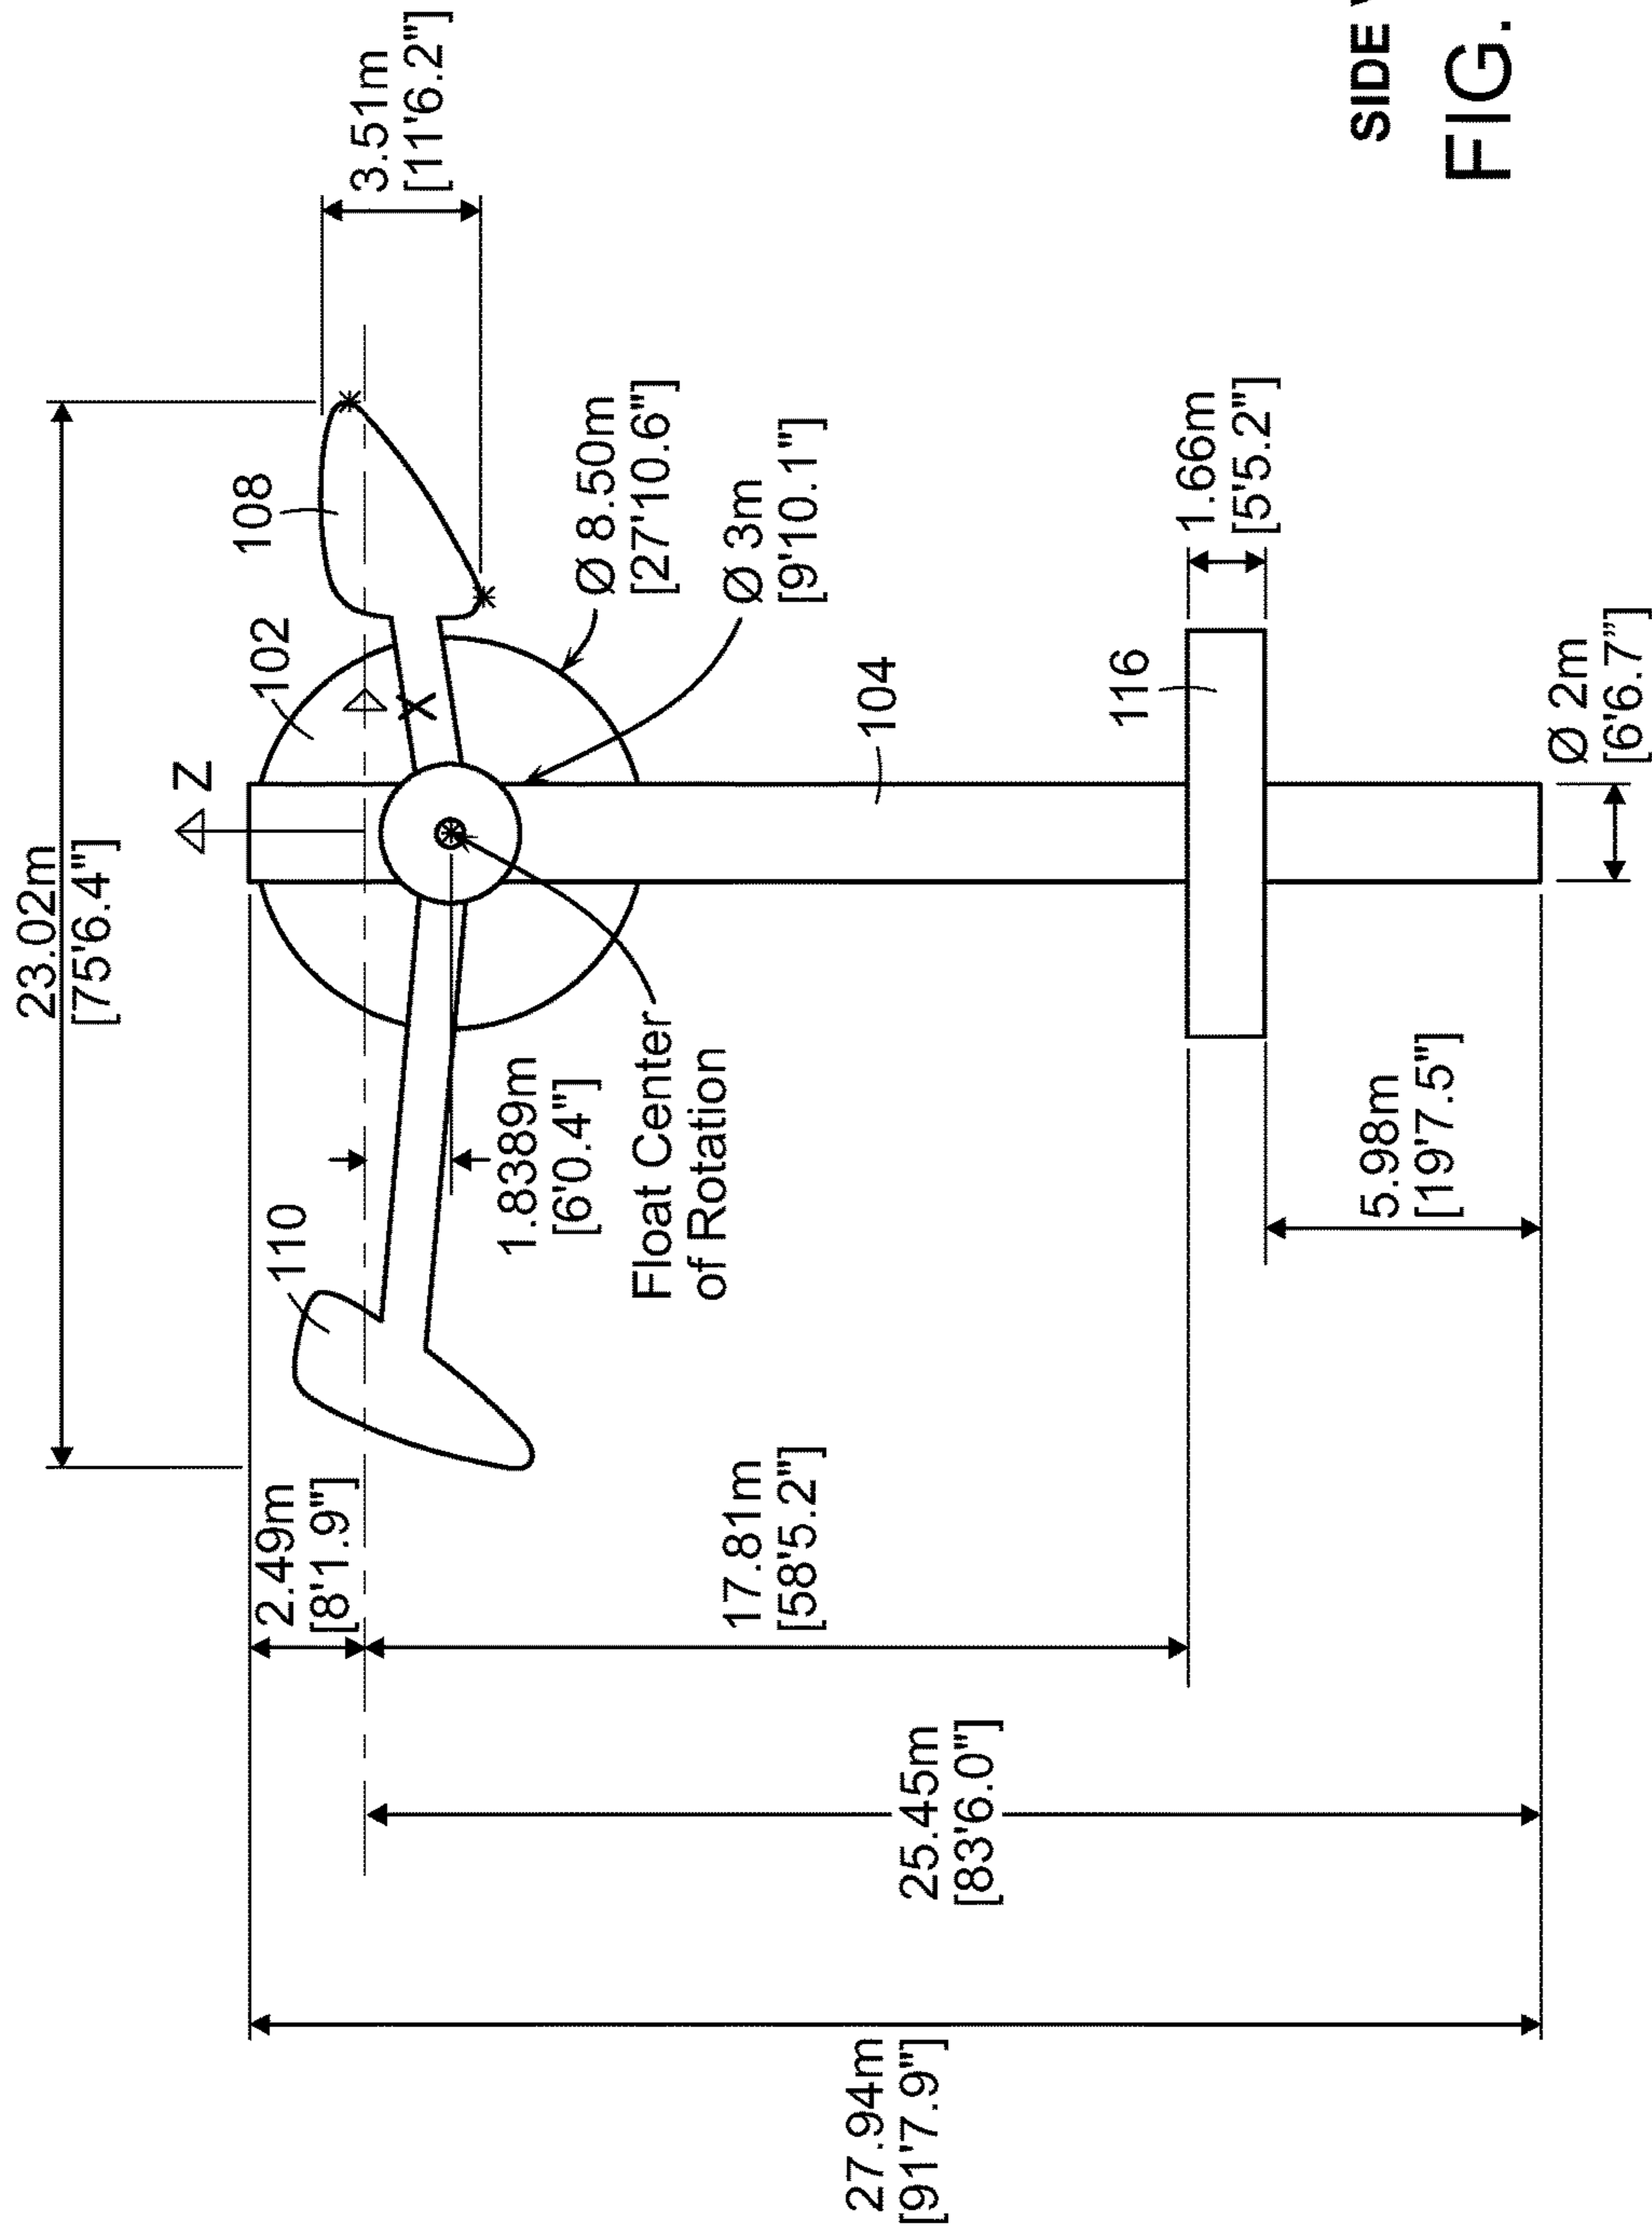 23.02m
[75'6.4"]
Z
X
110
102
108
3.51m
[11'6.2"]
2.49m
[8'1.9"]
1.8389m
[6'0.4"]
Float Center
of Rotation
Ø 8.50m
[27'10.6"]
Ø 3m
[9'10.1"]
17.81m
[58'5.2"]
104
25.45m
[83'6.0"]
27.94m
[91'7.9"]
116
1.66m
[5'5.2"]
5.98m
[19'7.5"]
Ø 2m
[6'6.7”]
SIDE
FIG.